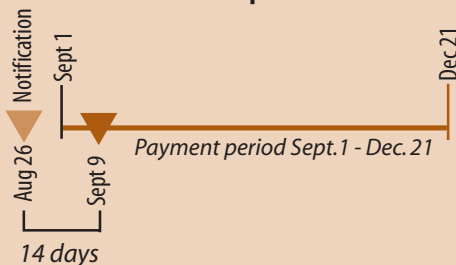 Notification
Sept 1
Dec 21
Aug 26
Sept 9
Payment period Sept.1 - Dec. 21
14 days